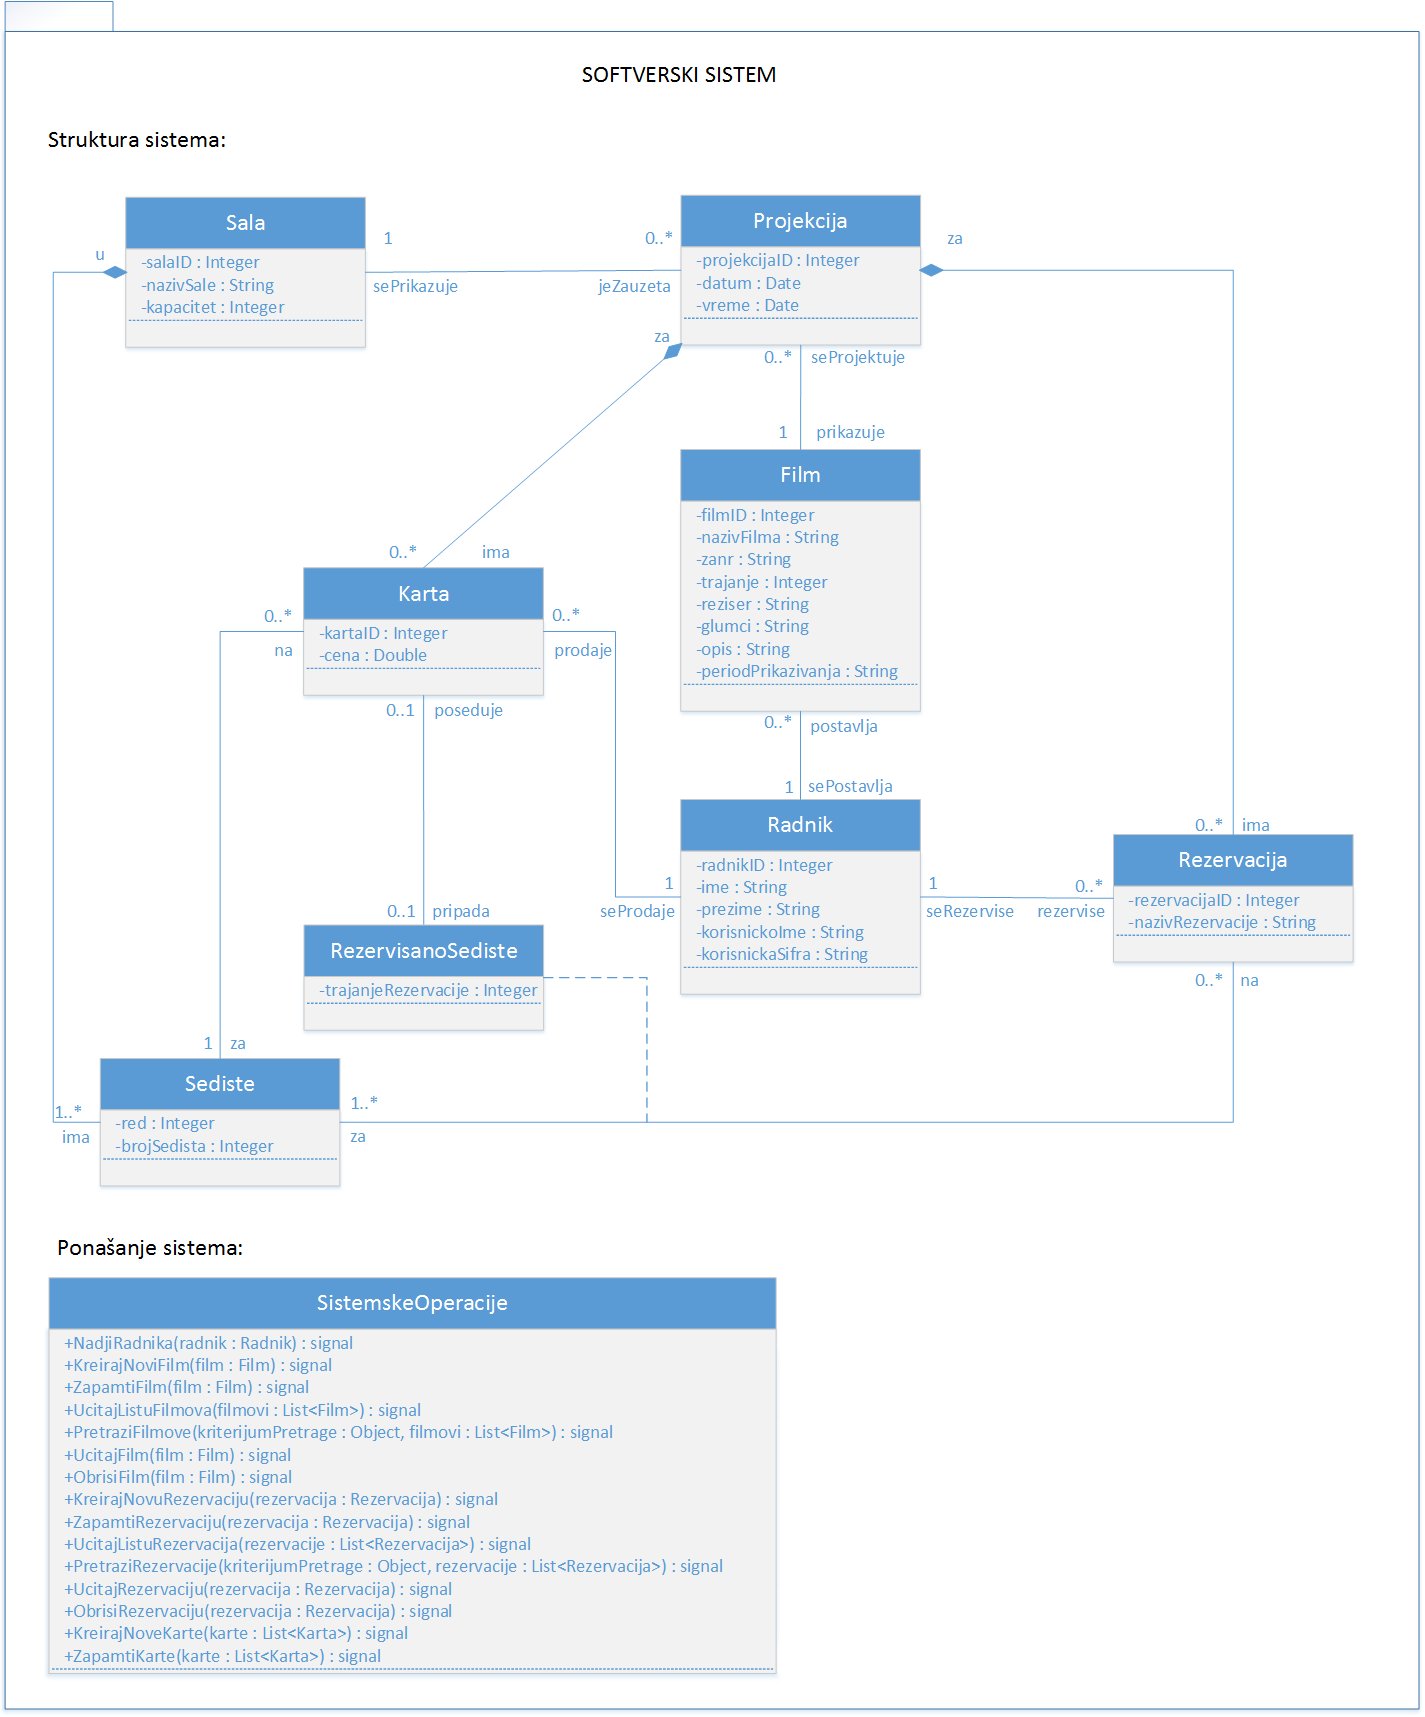 SOFTVERSKI SISTEM
Struktura sistema:
Sala
-salaID : Integer
-nazivSale : String
-kapacitet : Integer
u
1
sePrikazuje
0..*
jeZauzeta
Projekcija
-projekcijaID : Integer
-datum : Date
-vreme : Date
za
za
0..*
seProjektuje
1
prikazuje
Film
-filmID : Integer
-nazivFilma : String
-zanr : String
-trajanje : Integer
-reziser : String
-glumci : String
-opis : String
-periodPrikazivanja : String
0..*
ima
Karta
-kartaID : Integer
-cena : Double
0..*
na
0..*
prodaje
0..1
poseduje
0..*
postavlja
1
sePostavlja
Radnik
-radnikID : Integer
-ime : String
-prezime : String
-korisnickoIme : String
-korisnickaSifra : String
1
seProdaje
1
seRezervise
0..*
rezervise
0..*
ima
Rezervacija
-rezervacijaID : Integer
-nazivRezervacije : String
0..*
na
0..1
pripada
RezervisanoSediste
-trajanjeRezervacije : Integer
1
za
Sediste
-red : Integer
-brojSedista : Integer
1..*
ima
1..*
za
Ponašanje sistema:
SistemskeOperacije
+NadjiRadnika(radnik : Radnik) : signal
+KreirajNoviFilm(film : Film) : signal
+ZapamtiFilm(film : Film) : signal
+UcitajListuFilmova(filmovi : List<Film>) : signal
+PretraziFilmove(kriterijumPretrage : Object, filmovi : List<Film>) : signal
+UcitajFilm(film : Film) : signal
+ObrisiFilm(film : Film) : signal
+KreirajNovuRezervaciju(rezervacija : Rezervacija) : signal
+ZapamtiRezervaciju(rezervacija : Rezervacija) : signal
+UcitajListuRezervacija(rezervacije : List<Rezervacija>) : signal
+PretraziRezervacije(kriterijumPretrage : Object, rezervacije : List<Rezervacija>) : signal
+UcitajRezervaciju(rezervacija : Rezervacija) : signal
+ObrisiRezervaciju(rezervacija : Rezervacija) : signal
+KreirajNoveKarte(karte : List<Karta>) : signal
+ZapamtiKarte(karte : List<Karta>) : signal